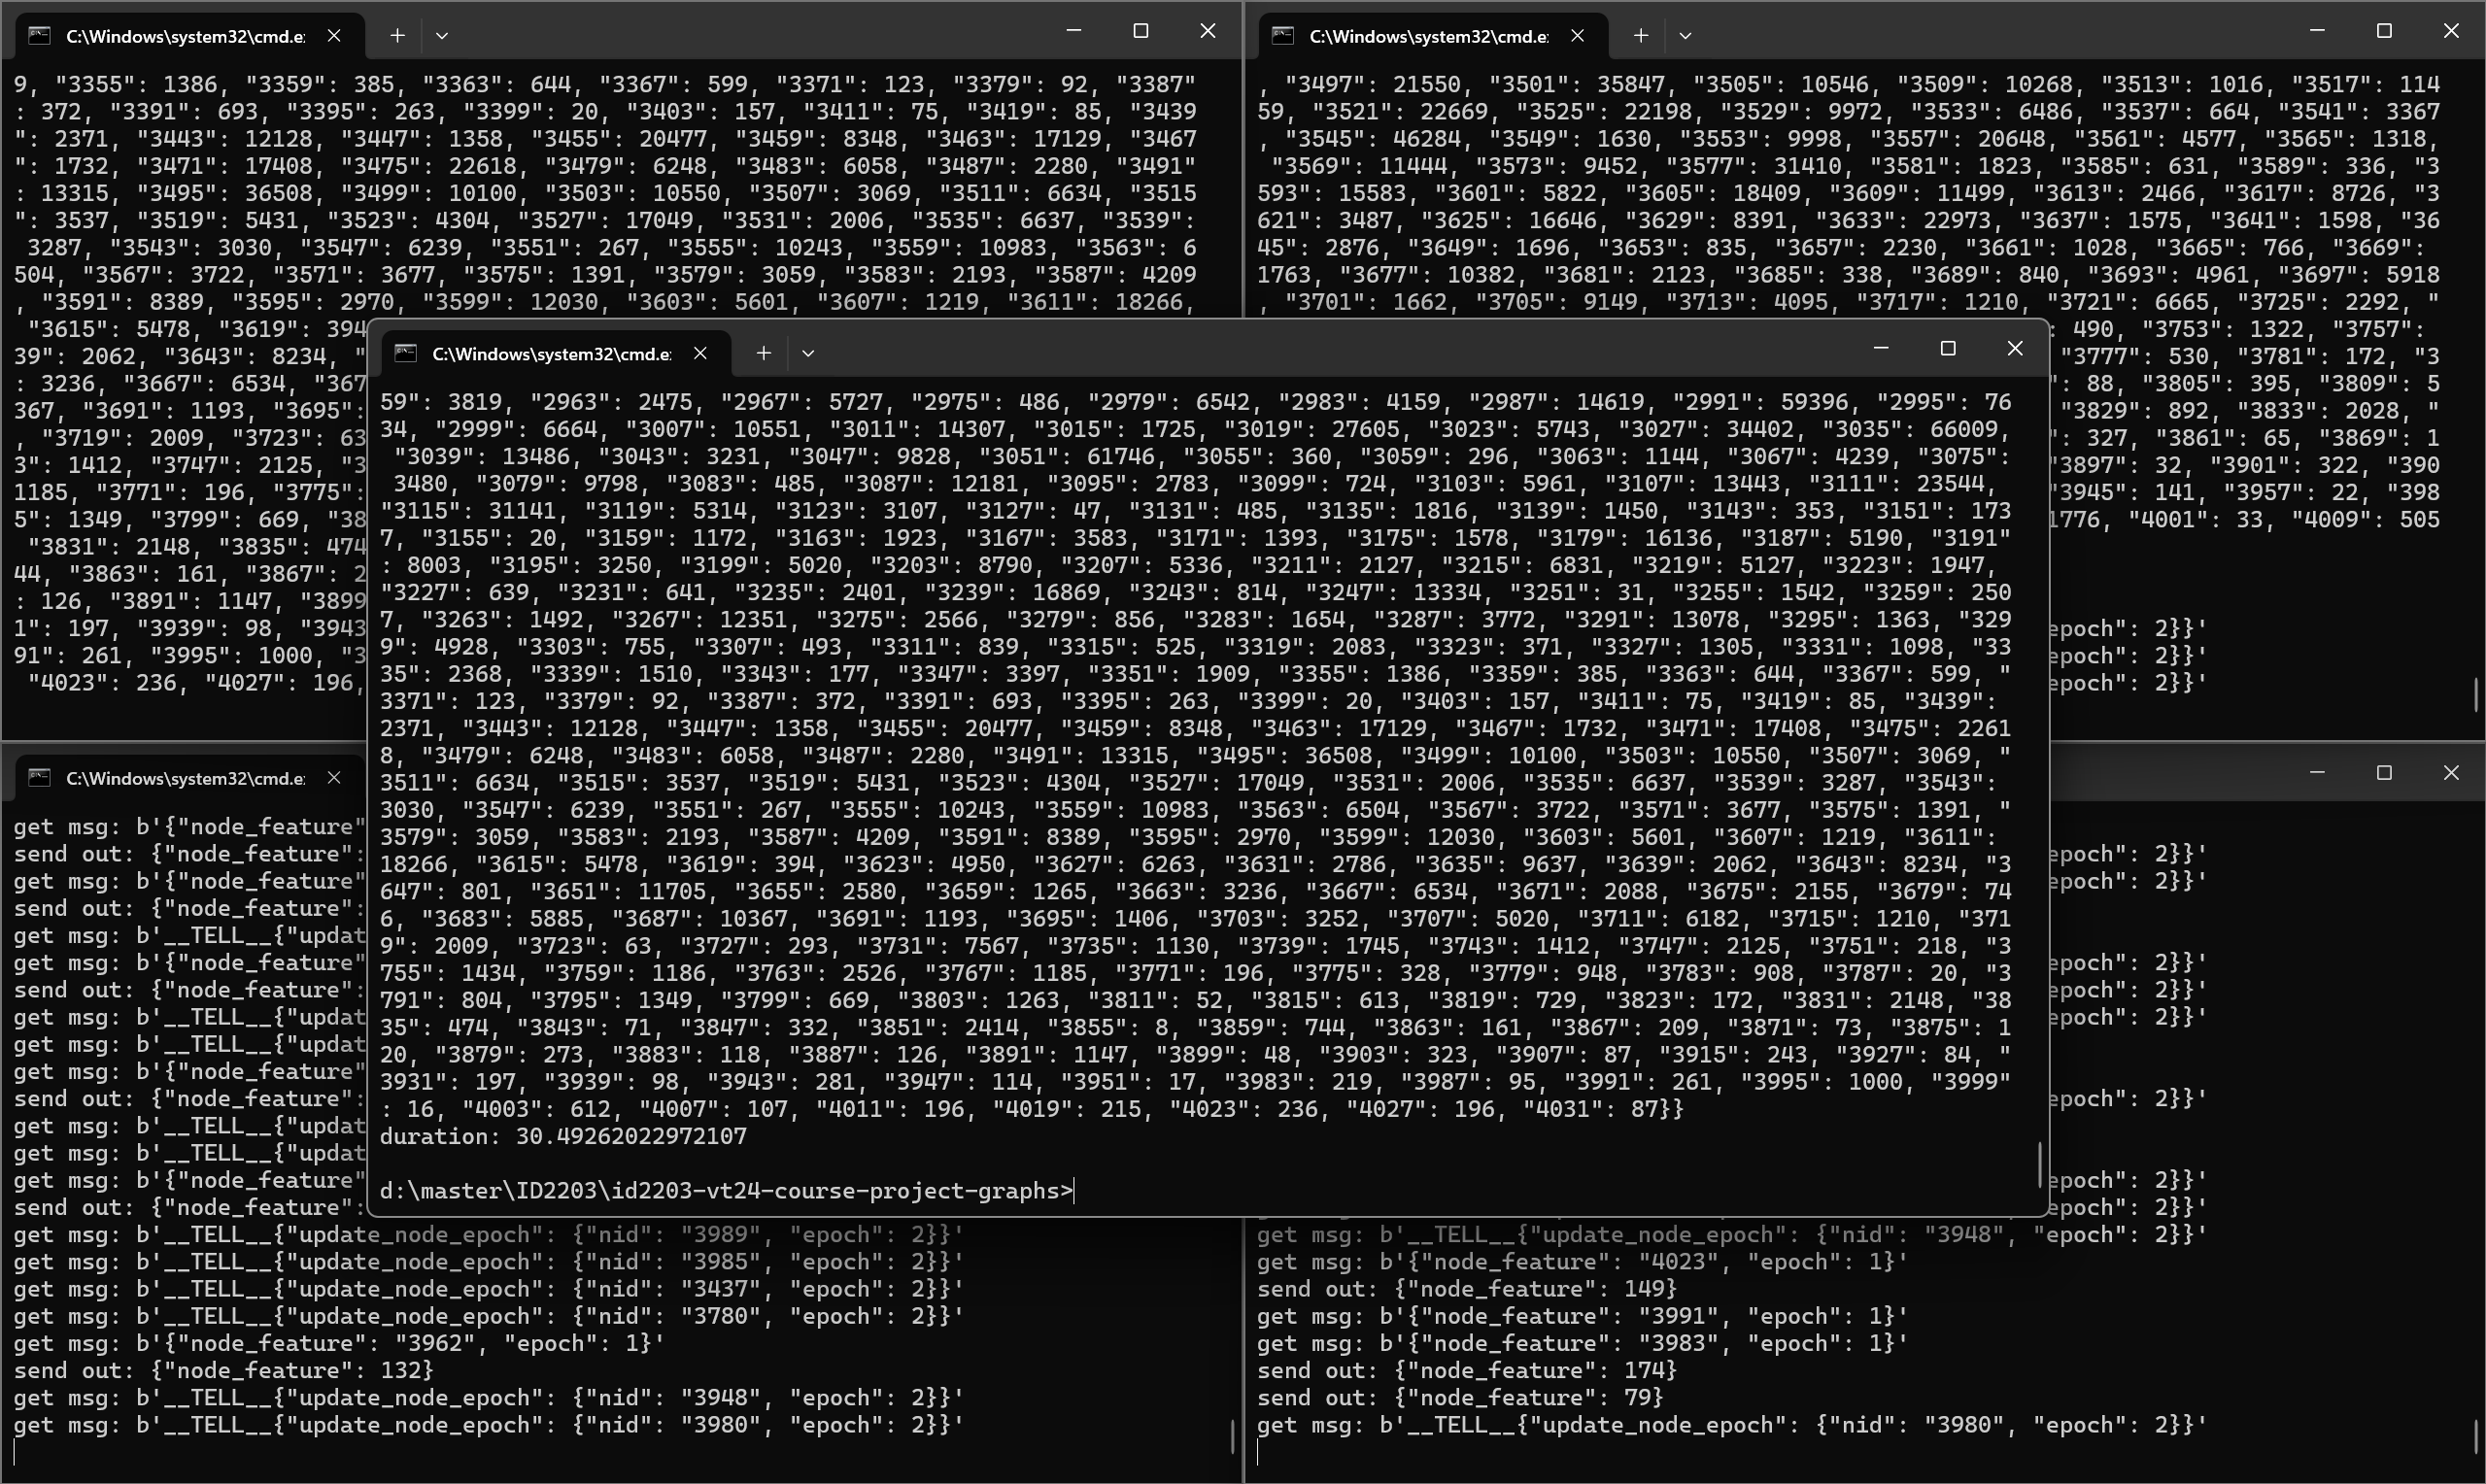 C:\Windows\system32\cmd.e:
9, "3355": 1386, "3359": 385, "3363": 644, "3367": 599, "3371": 123, "3379": 92, "3387"
: 372, "3391": 693, "3395": 263, "3399": 20, "3403": 157, "3411": 75, "3419": 85, "3439
": 2371, "3443": 12128, "3447": 1358, "3455": 20477, "3459": 8348, "3463": 17129, "3467
": 1732, "3471": 17408, "3475": 22618, "3479": 6248, "3483": 6058, "3487": 2280, "3491"
: 13315, "3495": 36508, "3499": 10100, "3503": 10550, "3507": 3069, "3511": 6634, "3515
": 3537, "3519": 5431, "3523": 4304, "3527": 17049, "3531": 2006, "3535": 6637, "3539":
3287, "3543": 3030, "3547": 6239, "3551": 267, "3555": 10243, "3559": 10983, "3563": 6
504, "3567": 3722, "3571": 3677, "3575": 1391, "3579": 3059, "3583": 2193, "3587": 4209
, "3591": 8389, "3595": 2970, "3599": 12030, "3603": 5601, "3607": 1219, "3611": 18266,
"3615": 5478, "3619": 394
39": 2062, "3643": 8234, "
: 3236, "3667": 6534, "367
367, "3691": 1193, "3695":
, "3719": 2009, "3723": 63
3": 1412, "3747": 2125, "3
1185, "3771": 196, "3775":
5": 1349, "3799": 669, "38
"3831": 2148, "3835": 474
44, "3863": 161, "3867": 2
: 126, "3891": 1147, "3899
1": 197, "3939": 98, "3943
91": 261, "3995": 1000, "3
"4023": 236, "4027": 196,
C:\Windows\system32\cmd.e:
, "3497": 21550, "3501": 35847, "3505": 10546, "3509": 10268, "3513": 1016, "3517": 114
59, "3521": 22669, "3525": 22198, "3529": 9972, "3533": 6486, "3537": 664, "3541": 3367
, "3545": 46284, "3549": 1630, "3553": 9998, "3557": 20648, "3561": 4577, "3565": 1318,
"3569": 11444, "3573": 9452, "3577": 31410, "3581": 1823, "3585": 631, "3589": 336, "3
593": 15583, "3601": 5822, "3605": 18409, "3609": 11499, "3613": 2466, "3617": 8726, "3
621": 3487, "3625": 16646, "3629": 8391, "3633": 22973, "3637": 1575, "3641": 1598, "36
45": 2876, "3649": 1696, "3653": 835, "3657": 2230, "3661": 1028, "3665": 766, "3669":
1763, "3677": 10382, "3681": 2123, "3685": 338, "3689": 840, "3693": 4961, "3697": 5918
, "3701": 1662, "3705": 9149, "3713": 4095, "3717": 1210, "3721": 6665, "3725": 2292, "
490, "3753": 1322, "3757":
"3777": 530, "3781": 172, "3
": 88, "3805": 395, "3809": 5
"3829": 892, "3833": 2028, "
: 327, "3861": 65, "3869": 1
"3897": 32, "3901": 322, "390
"3945": 141, "3957": 22, "398
1776, "4001": 33, "4009": 505
epoch": 2}}'
epoch": 2}}'
epoch": 2}}'
C:\Windows\system32\cmd.e:
59": 3819, "2963": 2475, "2967": 5727, "2975": 486, "2979": 6542, "2983": 4159, "2987": 14619, "2991": 59396, "2995": 76
34, "2999": 6664, "3007": 10551, "3011": 14307, "3015": 1725, "3019": 27605, "3023": 5743, "3027": 34402, "3035": 66009,
"3039": 13486, "3043": 3231, "3047": 9828, "3051": 61746, "3055": 360, "3059": 296, "3063": 1144, "3067": 4239, "3075":
3480, "3079": 9798, "3083": 485, "3087": 12181, "3095": 2783, "3099": 724, "3103": 5961, "3107": 13443, "3111": 23544,
"3115": 31141, "3119": 5314, "3123": 3107, "3127": 47, "3131": 485, "3135": 1816, "3139": 1450, "3143": 353, "3151": 173
7, "3155": 20, "3159": 1172, "3163": 1923, "3167": 3583, "3171": 1393, "3175": 1578, "3179": 16136, "3187": 5190, "3191"
: 8003, "3195": 3250, "3199": 5020, "3203": 8790, "3207": 5336, "3211": 2127, "3215": 6831, "3219": 5127, "3223": 1947,
"3227": 639, "3231": 641, "3235": 2401, "3239": 16869, "3243": 814, "3247": 13334, "3251": 31, "3255": 1542, "3259": 250
7, "3263": 1492, "3267": 12351, "3275": 2566, "3279": 856, "3283": 1654, "3287": 3772, "3291": 13078, "3295": 1363, "329
9": 4928, "3303": 755, "3307": 493, "3311": 839, "3315": 525, "3319": 2083, "3323": 371, "3327": 1305, "3331": 1098, "33
35": 2368, "3339": 1510, "3343": 177, "3347": 3397, "3351": 1909, "3355": 1386, "3359": 385, "3363": 644, "3367": 599, "
3371": 123, "3379": 92, "3387": 372, "3391": 693, "3395": 263, "3399": 20, "3403": 157, "3411": 75, "3419": 85, "3439":
2371, "3443": 12128, "3447": 1358, "3455": 20477, "3459": 8348, "3463": 17129, "3467": 1732, "3471": 17408, "3475": 2261
8, "3479": 6248, "3483": 6058, "3487": 2280, "3491": 13315, "3495": 36508, "3499": 10100, "3503": 10550, "3507": 3069, "
3511": 6634, "3515": 3537, "3519": 5431, "3523": 4304, "3527": 17049, "3531": 2006, "3535": 6637, "3539": 3287, "3543":
3030, "3547": 6239, "3551": 267, "3555": 10243, "3559": 10983, "3563": 6504, "3567": 3722, "3571": 3677, "3575": 1391, "
3579": 3059, "3583": 2193, "3587": 4209, "3591": 8389, "3595": 2970, "3599": 12030, "3603": 5601, "3607": 1219, "3611":
18266, "3615": 5478, "3619": 394, "3623": 4950, "3627": 6263, "3631": 2786, "3635": 9637, "3639": 2062, "3643": 8234, "3
647": 801, "3651": 11705, "3655": 2580, "3659": 1265, "3663": 3236, "3667": 6534, "3671": 2088, "3675": 2155, "3679": 74
6, "3683": 5885, "3687": 10367, "3691": 1193, "3695": 1406, "3703": 3252, "3707": 5020, "3711": 6182, "3715": 1210, "371
9": 2009, "3723": 63, "3727": 293, "3731": 7567, "3735": 1130, "3739": 1745, "3743": 1412, "3747": 2125, "3751": 218, "3
755": 1434, "3759": 1186, "3763": 2526, "3767": 1185, "3771": 196, "3775": 328, "3779": 948, "3783": 908, "3787": 20, "3
791": 804, "3795": 1349, "3799": 669, "3803": 1263, "3811": 52, "3815": 613, "3819": 729, "3823": 172, "3831": 2148, "38
35": 474, "3843": 71, "3847": 332, "3851": 2414, "3855": 8, "3859": 744, "3863": 161, "3867": 209, "3871": 73, "3875": 1
20, "3879": 273, "3883": 118, "3887": 126, "3891": 1147, "3899": 48, "3903": 323, "3907": 87, "3915": 243, "3927": 84, "
3931": 197, "3939": 98, "3943": 281, "3947": 114, "3951": 17, "3983": 219, "3987": 95, "3991": 261, "3995": 1000, "3999"
: 16, "4003": 612, "4007": 107, "4011": 196, "4019": 215, "4023": 236, "4027": 196, "4031": 87}}
duration: 30.49262022972107
d:\master\ID2203\id2203-vt24-course-project-graphs>
C:\Windows\system32\cmd.e:
get msg: b'{"node_feature"
send out: {"node_feature":
get msg: b'{"node_feature"
send out: {"node_feature":
get msg: b'__TELL__{"updat
get msg: b'{"node_feature"
send out: {"node_feature":
get msg: b'__TELL__{"updat
get msg: b'__TELL__{"updat
get msg: b'{"node_feature"
send out: {"node_feature":
get msg: b'__TELL__{"updat
get msg: b'__TELL__{"updat
get msg: b'{"node_feature"
send out: {"node_feature":
get msg: b'__TELL__{"update_node_epoch": {"nid": "3989", "epoch": 2}}'
get msg: b'__TELL__{"update_node_epoch": {"nid": "3985", "epoch": 2}}'
get msg: b'__TELL__{"update_node_epoch": {"nid": "3437", "epoch": 2}}'
get msg: b'__TELL__{"update_node_epoch": {"nid": "3780", "epoch": 2}}'
get msg: b'{"node_feature": "3962", "epoch": 1}'
send out: {"node_feature": 132}
get msg: b'__TELL__{"update_node_epoch": {"nid": "3948", "epoch": 2}}'
get msg: b'__TELL__{"update_node_epoch": {"nid": "3980", "epoch": 2}}'
epoch": 2}}'
epoch": 2}}'
epoch": 2}}'
epoch": 2}}'
epoch": 2}}'
epoch": 2}}'
epoch": 2}}'
epoch": 2}}'
get msg: b'__TELL__{"update_node_epoch": {"nid": "3948", "epoch": 2}}'
get msg: b'{"node_feature": "4023", "epoch": 1}'
send out: {"node_feature": 149}
get msg: b'{"node_feature": "3991", "epoch": 1}'
get msg: b'{"node_feature": "3983", "epoch": 1}'
send out: {"node_feature": 174}
send out: {"node_feature": 79}
get msg: b'__TELL__{"update_node_epoch": {"nid": "3980", "epoch": 2}}'